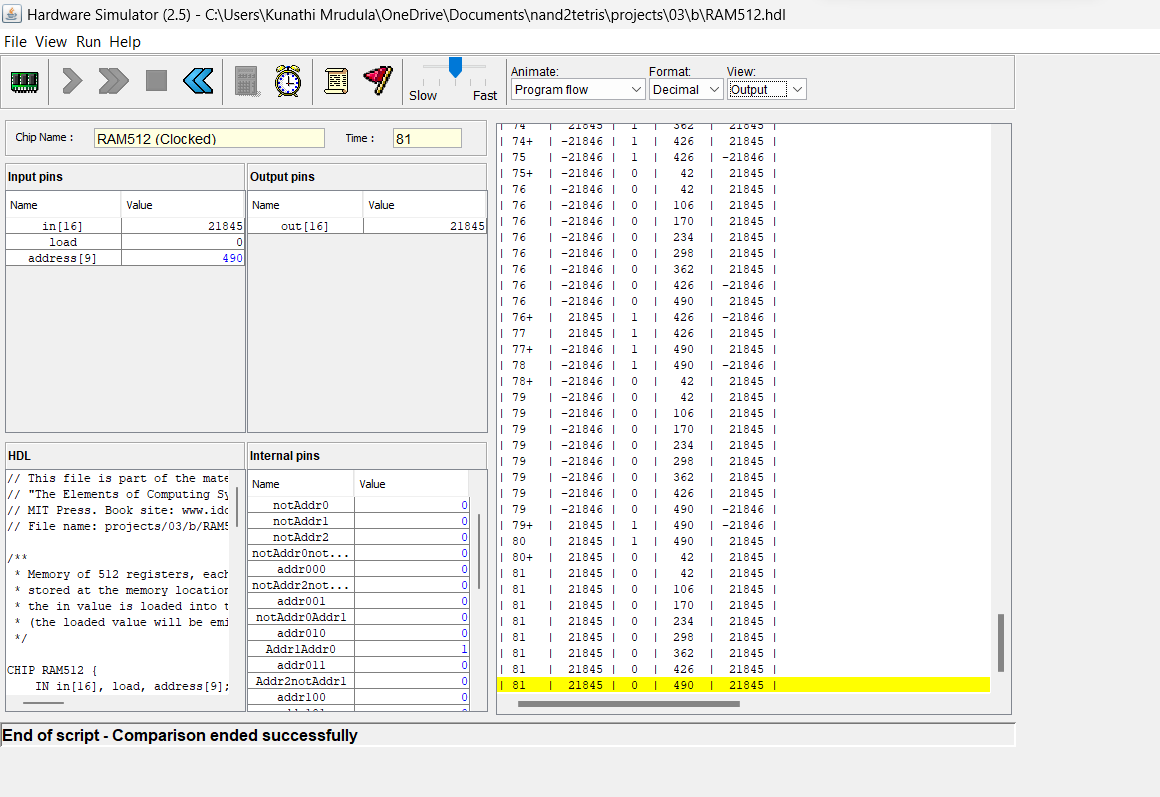 Hardware Simulator (2.5) - C:\Users\Kunathi Mrudula\OneDrive\Documents\nand2tetris\projects\03\b\RAM512.hdl
File View Run Help
Slow Fast
Animate: Format: View:
Program flow Decimal Output
Chip Name : RAM512 (Clocked) Time : 81
Input pins
Name Value
in[16] 21845
load 0
address[9] 490
Output pins
Name Value
out[16] 21845
HDL
// This file is part of the mate
// "The Elements of Computing Sy
// MIT Press. Book site: www.idc
// File name: projects/03/b/RAM5
/**
* Memory of 512 registers, each
* stored at the memory location
* the in value is loaded into t
* (the loaded value will be emi
*/
CHIP RAM512 {
IN in[16], load, address[9];
Internal pins
Name Value
notAddr0 0
notAddr1 0
notAddr2 0
notAddr0not... 0
addr000 0
notAddr2not... 0
addr001 0
notAddr0Addr1 0
addr010 0
Addr1Addr0 1
addr011 0
Addr2notAddr1 0
addr100 0
| 74 | 21845 | 1 | 362 | 21845 |
| 74+ | -21846 | 1 | 426 | 21845 |
| 75 | -21846 | 1 | 426 | -21846 |
| 75+ | -21846 | 0 | 42 | 21845 |
| 76 | -21846 | 0 | 42 | 21845 |
| 76 | -21846 | 0 | 106 | 21845 |
| 76 | -21846 | 0 | 170 | 21845 |
| 76 | -21846 | 0 | 234 | 21845 |
| 76 | -21846 | 0 | 298 | 21845 |
| 76 | -21846 | 0 | 362 | 21845 |
| 76 | -21846 | 0 | 426 | -21846 |
| 76 | -21846 | 0 | 490 | 21845 |
| 76+ | 21845 | 1 | 426 | -21846 |
| 77 | 21845 | 1 | 426 | 21845 |
| 77+ | -21846 | 1 | 490 | 21845 |
| 78 | -21846 | 1 | 490 | -21846 |
| 78+ | -21846 | 0 | 42 | 21845 |
| 79 | -21846 | 0 | 42 | 21845 |
| 79 | -21846 | 0 | 106 | 21845 |
| 79 | -21846 | 0 | 170 | 21845 |
| 79 | -21846 | 0 | 234 | 21845 |
| 79 | -21846 | 0 | 298 | 21845 |
| 79 | -21846 | 0 | 362 | 21845 |
| 79 | -21846 | 0 | 426 | 21845 |
| 79 | -21846 | 0 | 490 | -21846 |
| 79+ | 21845 | 1 | 490 | -21846 |
| 80 | 21845 | 1 | 490 | 21845 |
| 80+ | 21845 | 0 | 42 | 21845 |
| 81 | 21845 | 0 | 42 | 21845 |
| 81 | 21845 | 0 | 106 | 21845 |
| 81 | 21845 | 0 | 170 | 21845 |
| 81 | 21845 | 0 | 234 | 21845 |
| 81 | 21845 | 0 | 298 | 21845 |
| 81 | 21845 | 0 | 362 | 21845 |
| 81 | 21845 | 0 | 426 | 21845 |
| 81 | 21845 | 0 | 490 | 21845 |
End of script - Comparison ended successfully